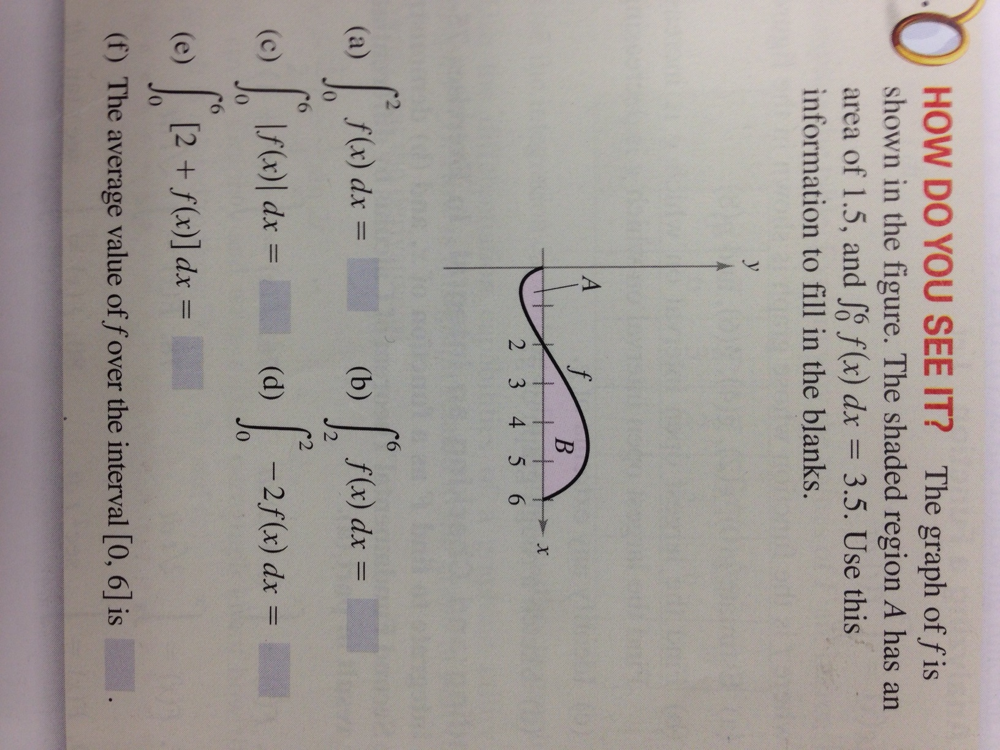 HOW DO YOU SEE IT? The graph of f is
shown in the figure. The shaded region A has an
area of 1.5, and ∫₀⁶ f(x) dx = 3.5. Use this
information to fill in the blanks.
y
A
f
B
2 3 4 5 6
x
(a) ∫₀² f(x) dx = (b) ∫₂⁶ f(x) dx =
(c) ∫₀⁶ |f(x)| dx = (d) ∫₀² −2f(x) dx =
(e) ∫₀⁶ [2 + f(x)] dx =
(f) The average value of f over the interval [0, 6] is .